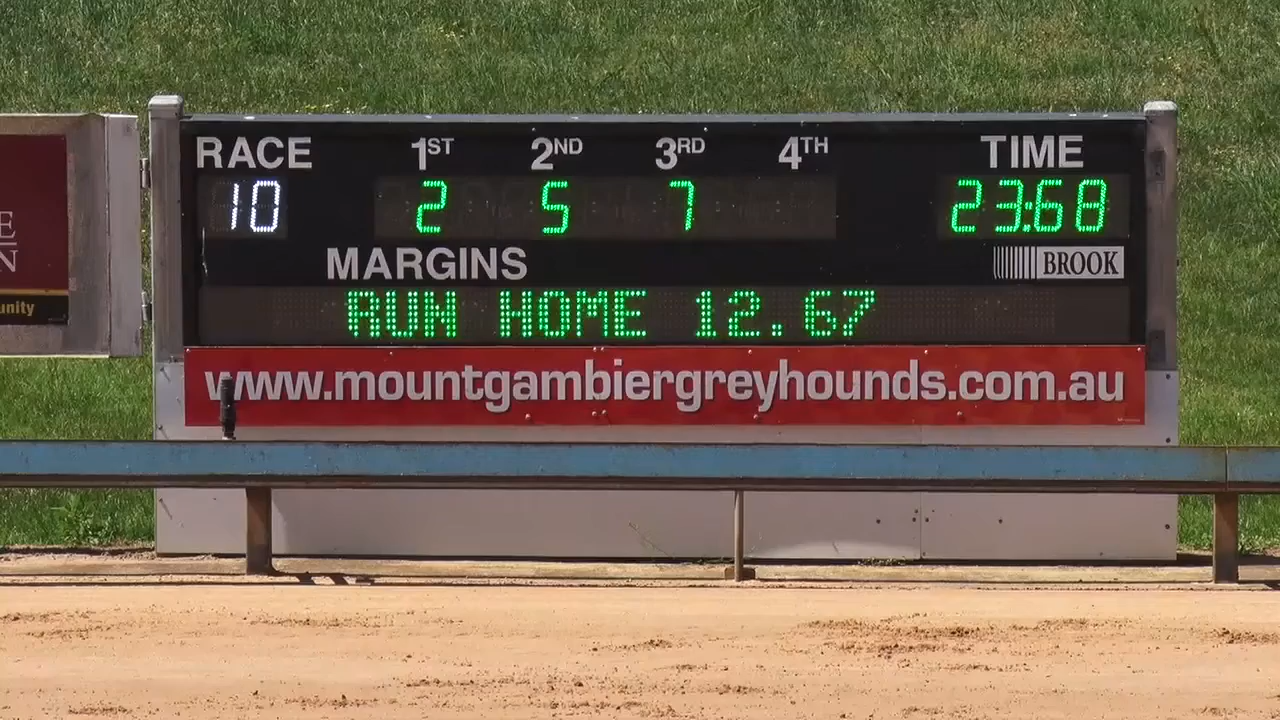 RACE 1ST 2ND 3RD 4TH TIME
10 2 5 7 23:68
MARGINS BROOK
RUN HOME 12.67
www.mountgambiergreyhounds.com.au
E
N
unity